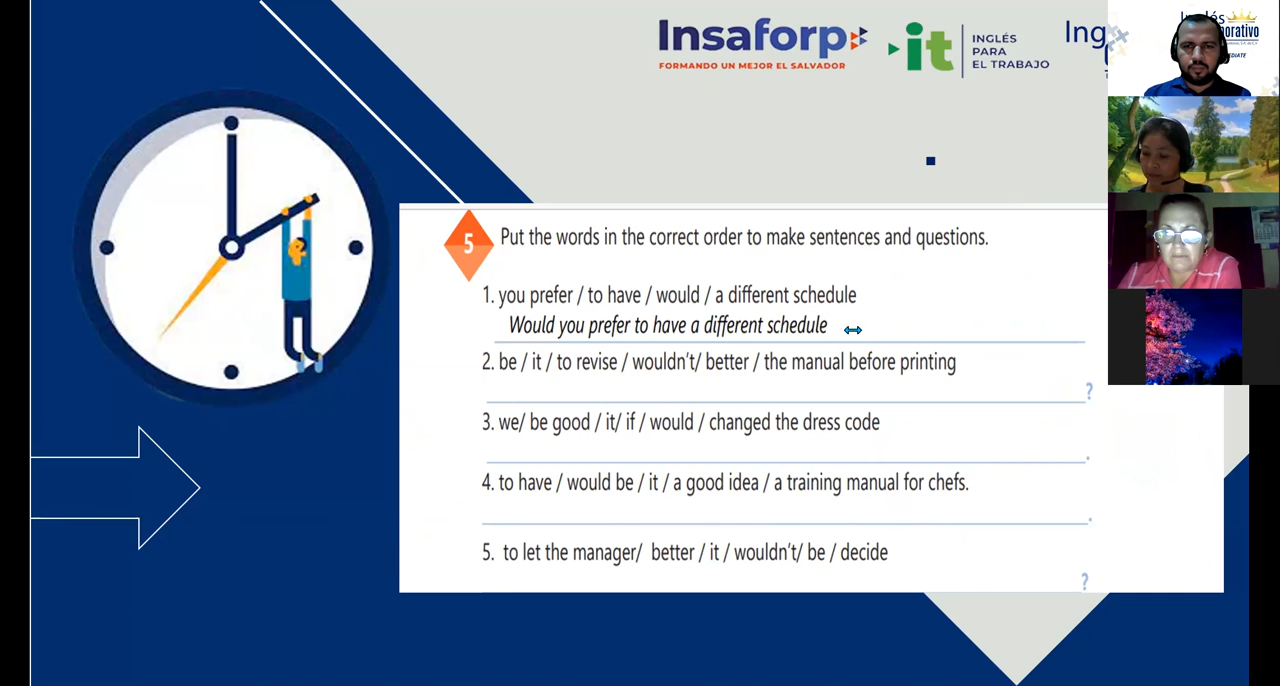 Insaforp
FORMANDO UN MEJOR EL SALVADOR
it
INGLÉS
PARA
EL TRABAJO
5
Put the words in the correct order to make sentences and questions.
1. you prefer / to have / would / a different schedule
Would you prefer to have a different schedule
2. be / it / to revise / wouldn't/ better / the manual before printing
?
3. we/ be good / it/ if / would / changed the dress code
.
4. to have / would be / it / a good idea / a training manual for chefs.
.
5. to let the manager/ better / it / wouldn't/ be / decide
?